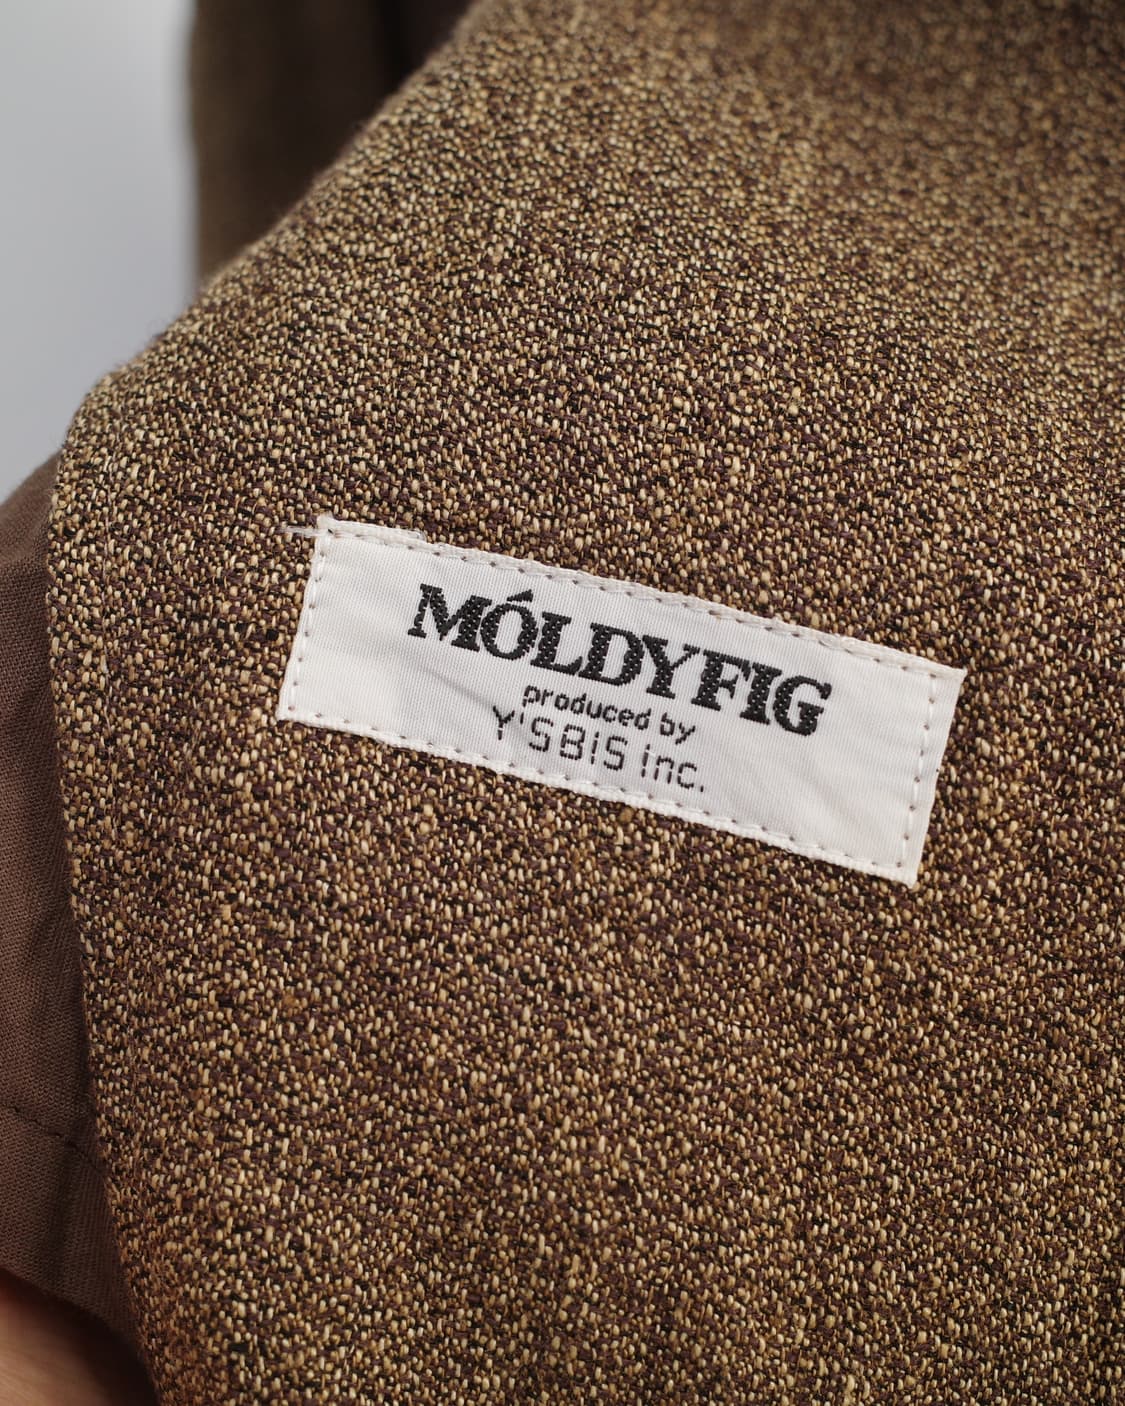 MÓLDYFIG
produced by
Y'SBIS inc.